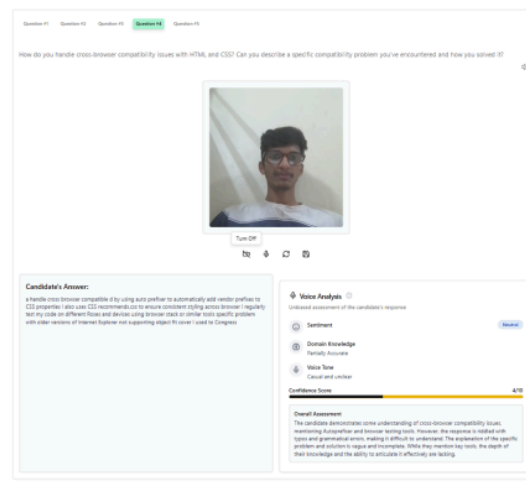 Question #1 Question #2 Question #3 Question #4 Question #5
How do you handle cross-browser compatibility issues with HTML and CSS? Can you describe a specific compatibility problem you've encountered and how you solved it?
Turn Off
Candidate's Answer:
a handle cross browser compatible d by using auto prefixer to automatically add vendor prefixes to
CSS properties I also uses CSS recommends.css to ensure consistent styling across browser I regularly
test my code on different floxes and devices using browser stack or similar tools specific problem
with older versions of Internet Explorer not supporting object fit cover I used to Congress
Voice Analysis
Unbiased assessment of the candidate's response
Sentiment
Neutral
Domain Knowledge
Partially Accurate
Voice Tone
Casual and unclear
Confidence Score 4/10
Overall Assessment
The candidate demonstrates some understanding of cross-browser compatibility issues,
mentioning Autoprefixer and browser testing tools. However, the response is riddled with
typos and grammatical errors, making it difficult to understand. The explanation of the specific
problem and solution is vague and incomplete. While they mention key tools, the depth of
their knowledge and the ability to articulate it effectively are lacking.